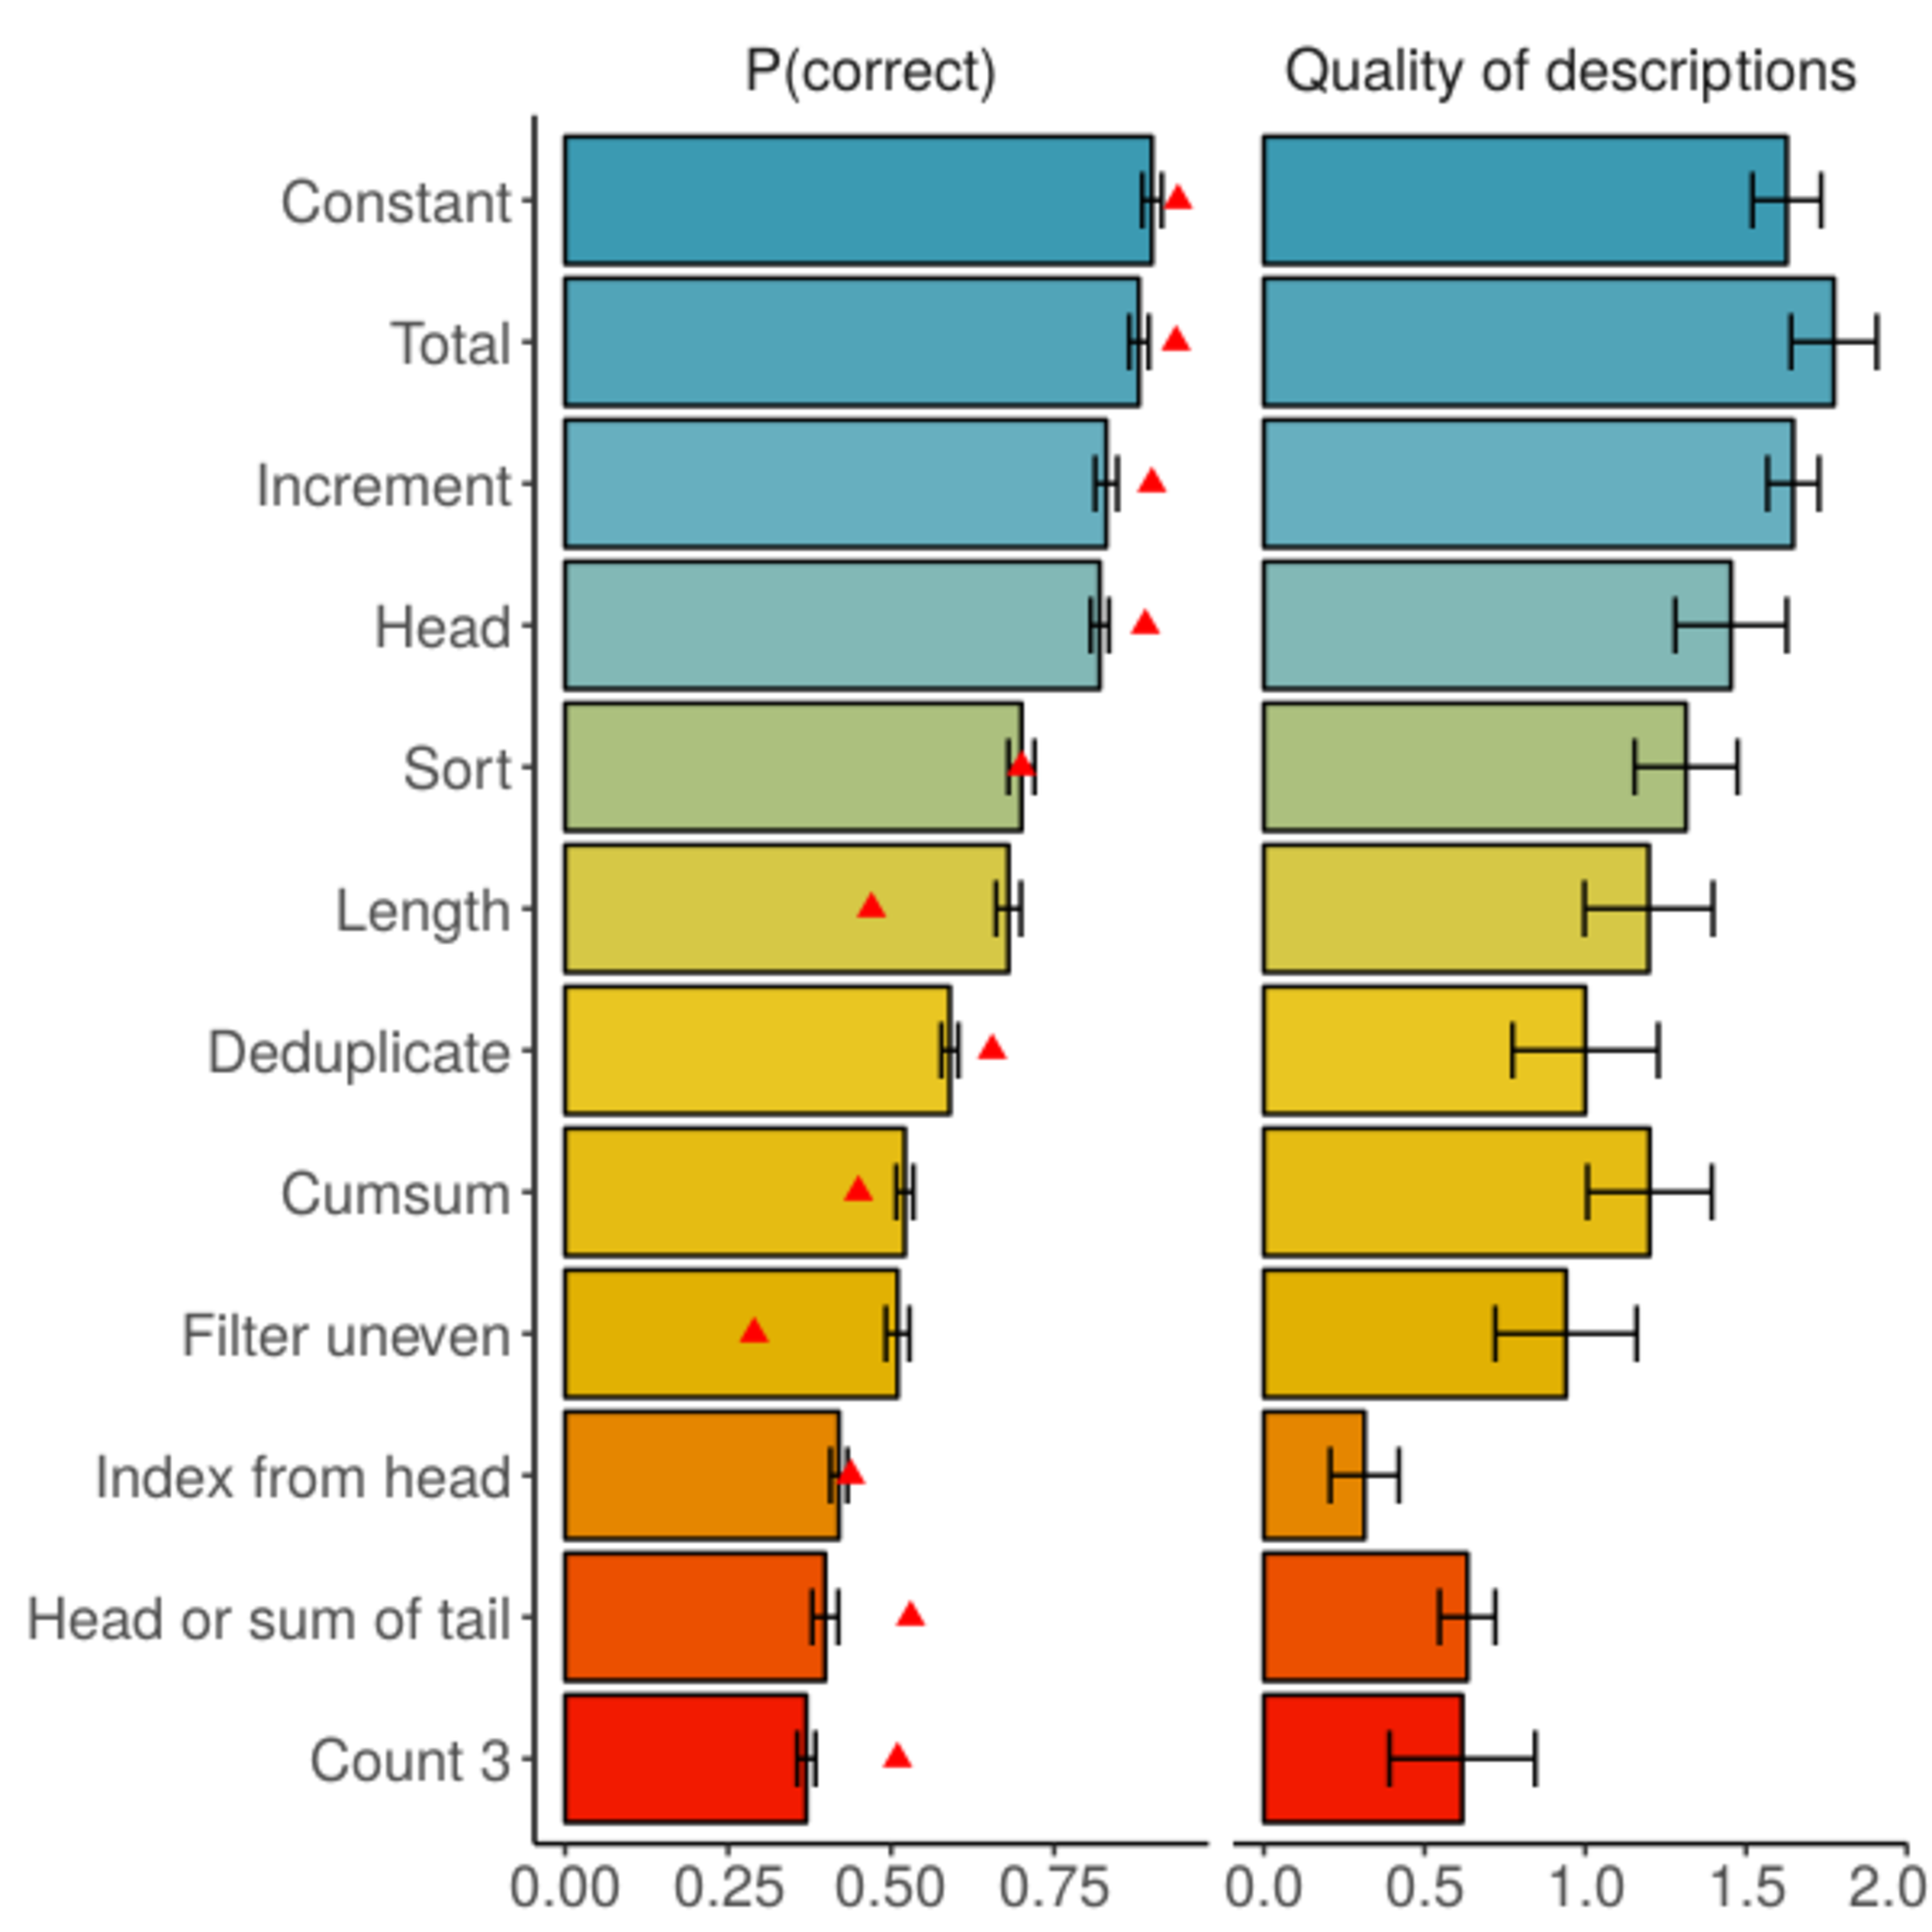 P(correct) Quality of descriptions
Constant
Total
Increment
Head
Sort
Length
Deduplicate
Cumsum
Filter uneven
Index from head
Head or sum of tail
Count 3
0.00 0.25 0.50 0.75 0.0 0.5 1.0 1.5 2.0